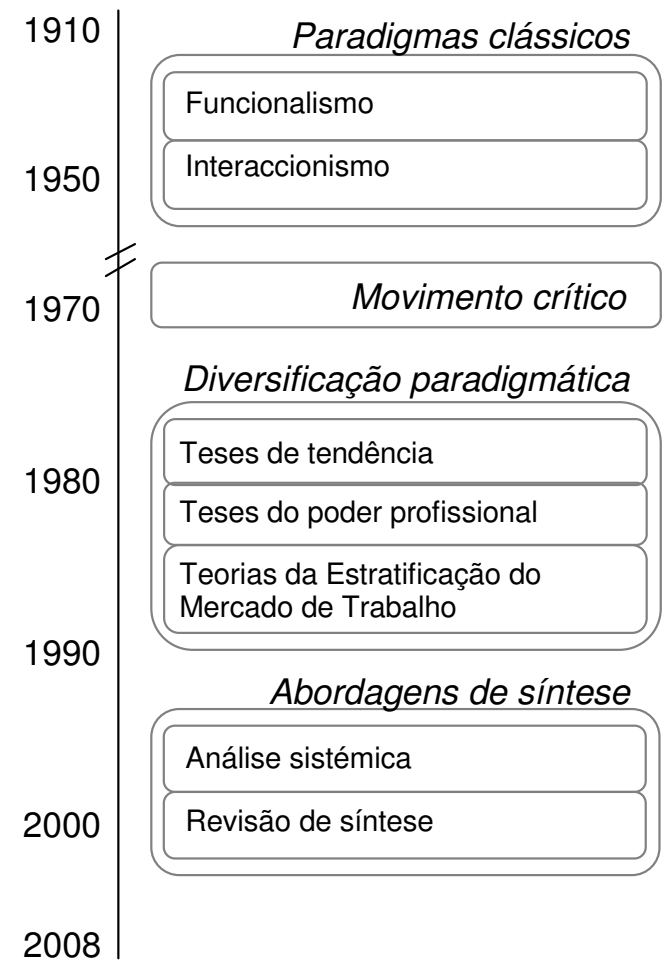 1910
Paradigmas clássicos
Funcionalismo
Interaccionismo
1950
Movimento crítico
1970
Diversificação paradigmática
Teses de tendência
1980
Teses do poder profissional
Teorias da Estratificação do
Mercado de Trabalho
1990
Abordagens de síntese
Análise sistémica
2000
Revisão de síntese
2008